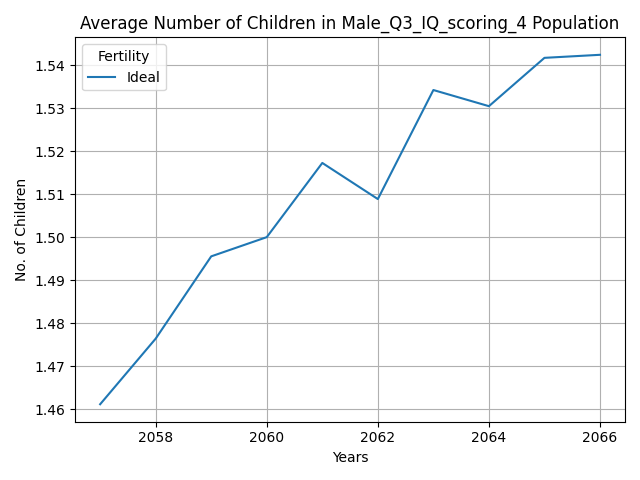 Average Number of Children in Male_Q3_IQ_scoring_4 Population
Fertility
Ideal
1.54
1.53
1.52
1.51
1.50
1.49
1.48
1.47
1.46
No. of Children
2058 2060 2062 2064 2066
Years